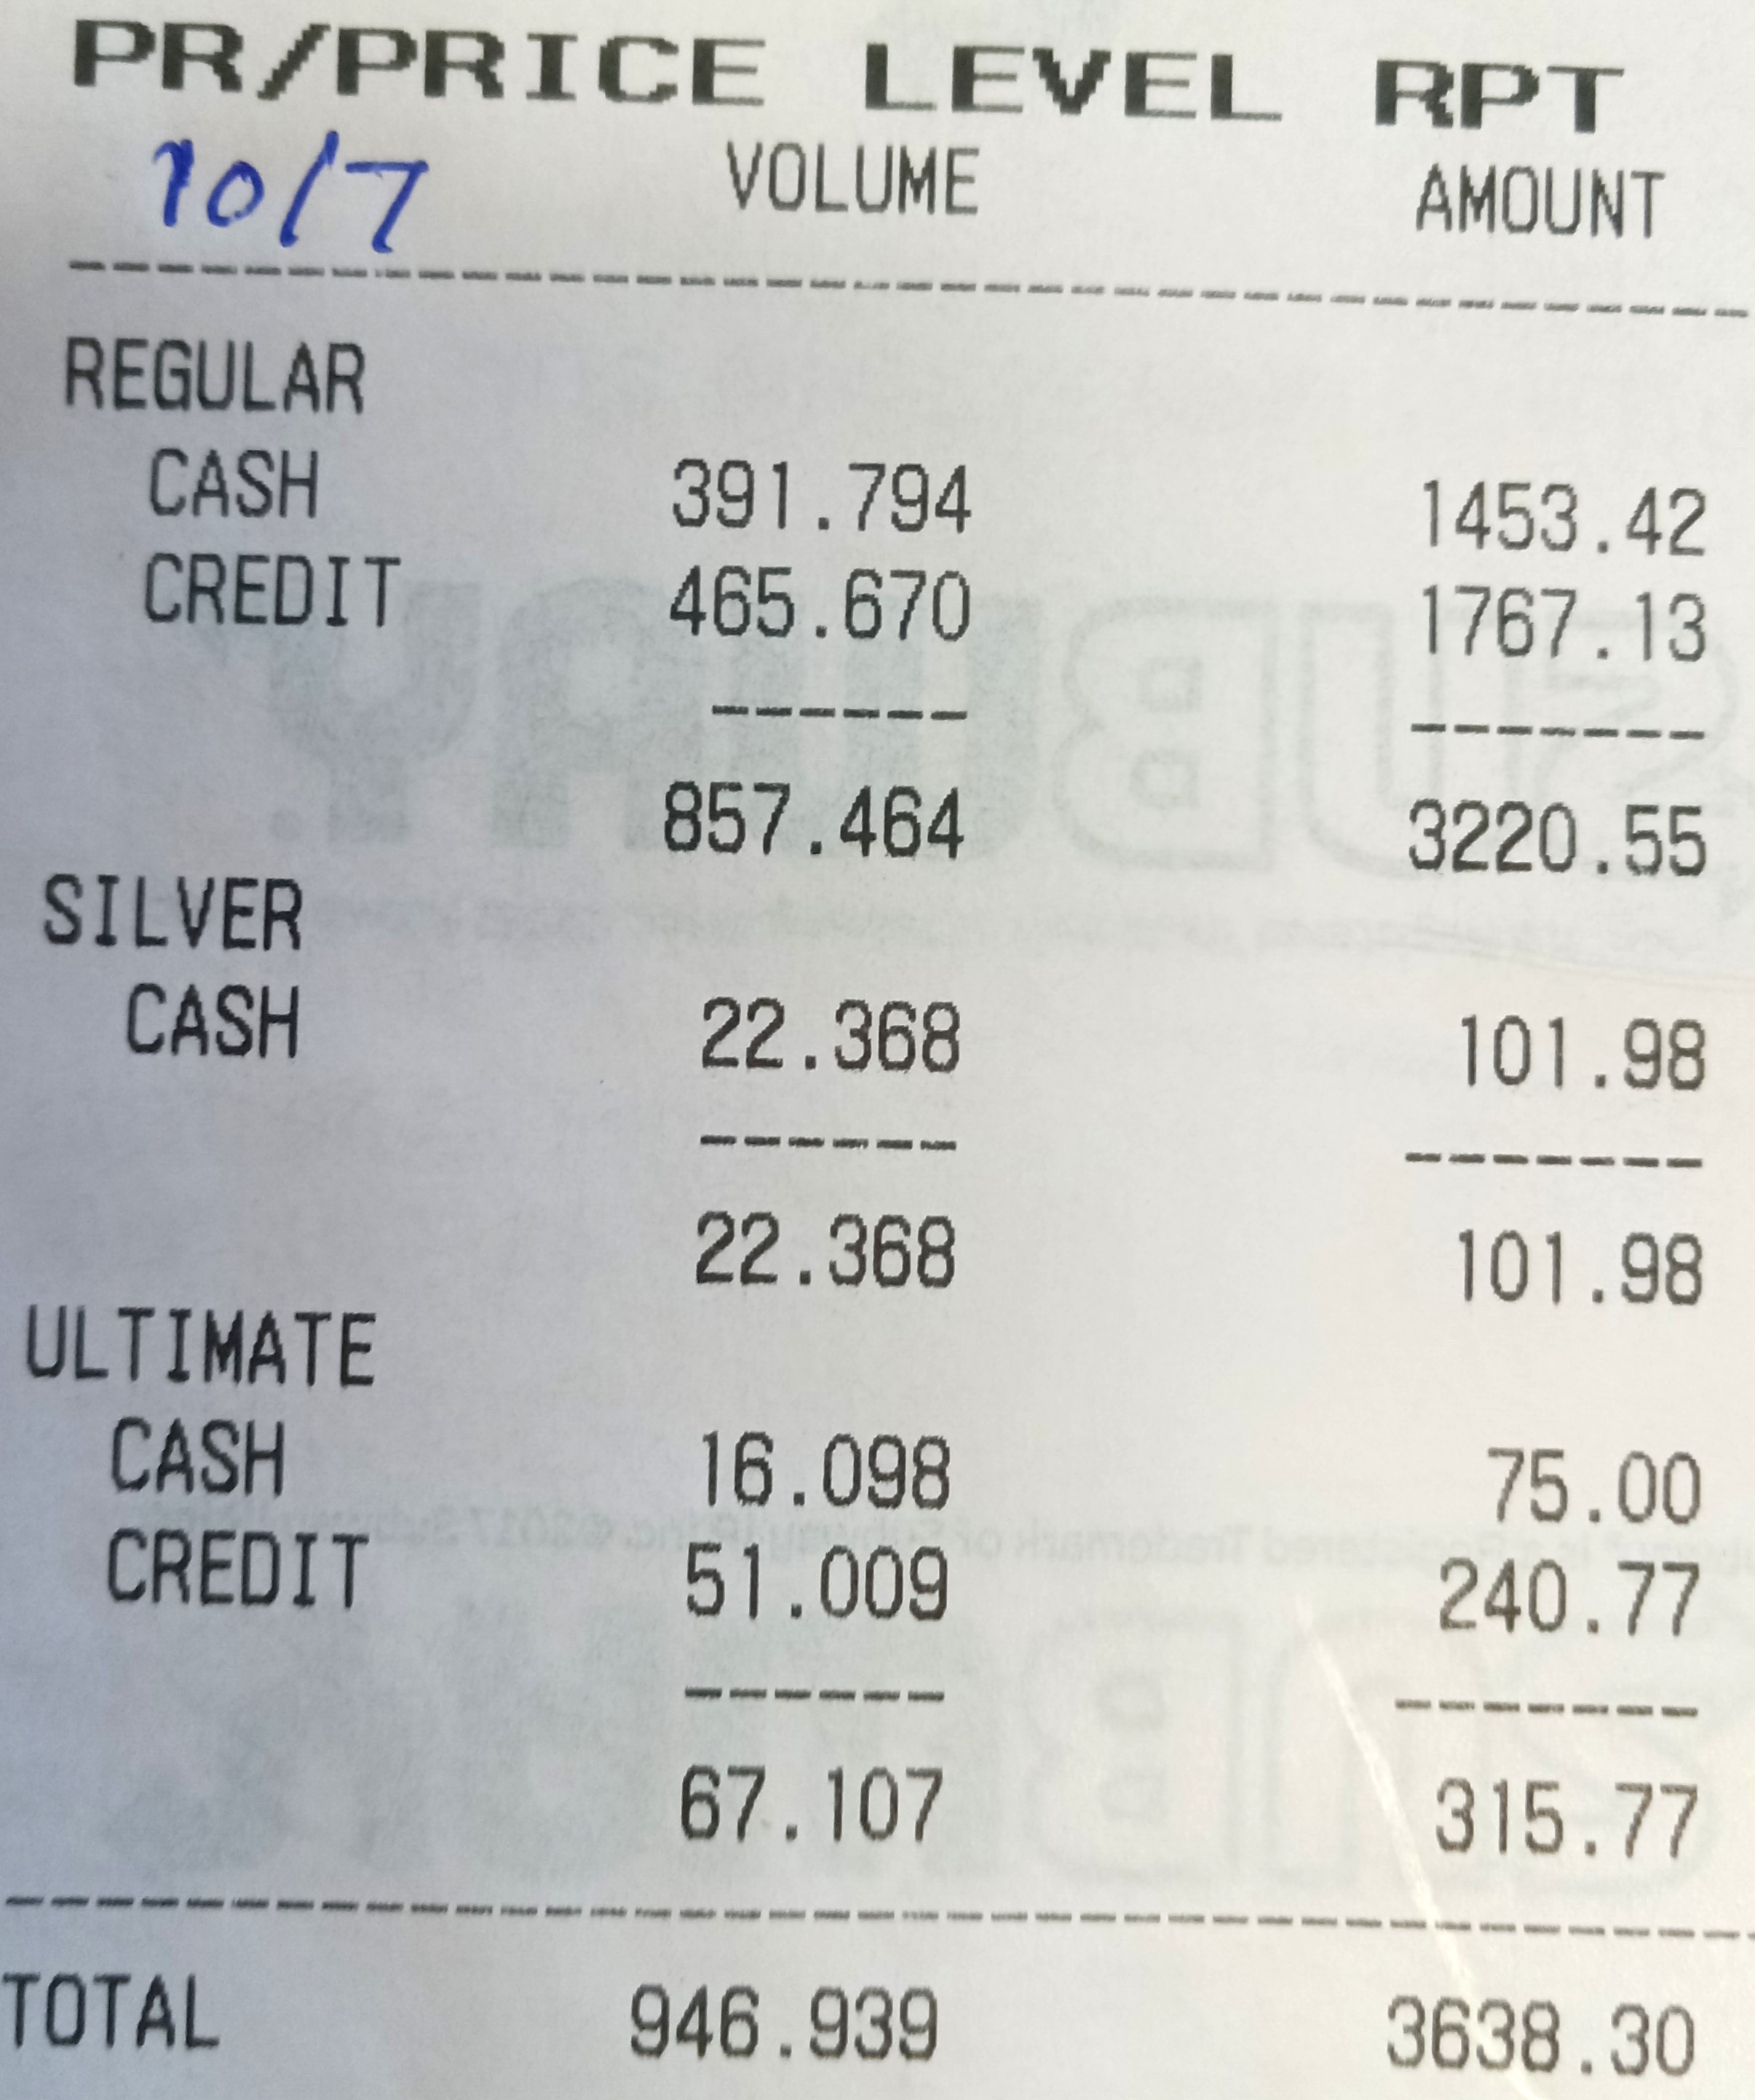 PR/PRICE LEVEL RPT
10/7 VOLUME AMOUNT
REGULAR
CASH 391.794 1453.42
CREDIT 465.670 1767.13
857.464 3220.55
SILVER
CASH 22.368 101.98
22.368 101.98
ULTIMATE
CASH 16.098 75.00
CREDIT 51.009 240.77
67.107 315.77
TOTAL 946.939 3638.30